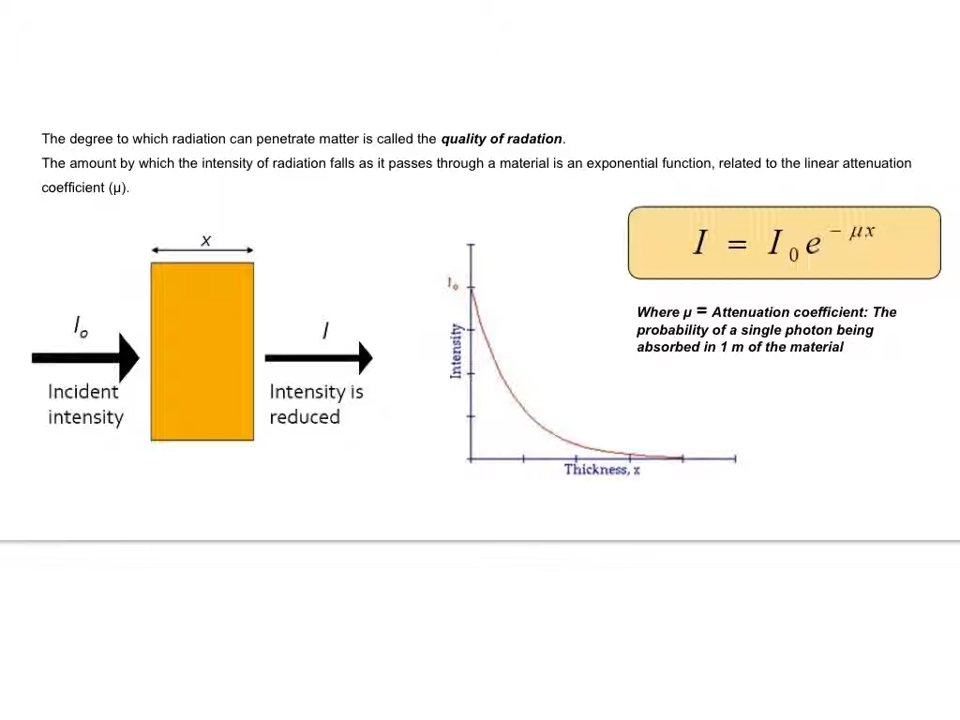 The degree to which radiation can penetrate matter is called the quality of radation.
The amount by which the intensity of radiation falls as it passes through a material is an exponential function, related to the linear attenuation
coefficient (μ).
x
I₀
Incident
intensity
I
Intensity is
reduced
I₀
Intensity
Thickness, x
I = I₀ e^{− μx}
Where μ = Attenuation coefficient: The
probability of a single photon being
absorbed in 1 m of the material